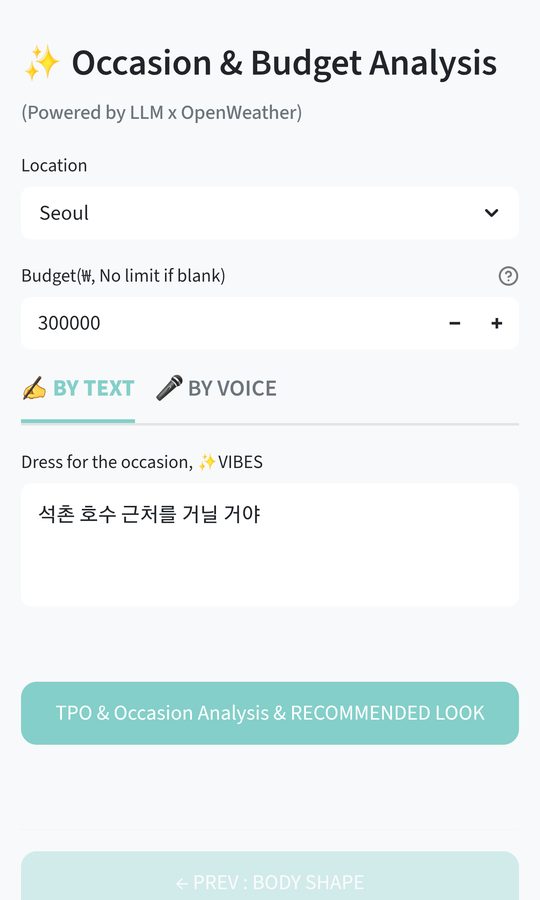 ✨ Occasion & Budget Analysis
(Powered by LLM x OpenWeather)
Location
Seoul
Budget(₩, No limit if blank)
300000
✍️ BY TEXT 🎤 BY VOICE
Dress for the occasion, ✨VIBES
석촌 호수 근처를 거닐 거야
TPO & Occasion Analysis & RECOMMENDED LOOK
← PREV : BODY SHAPE